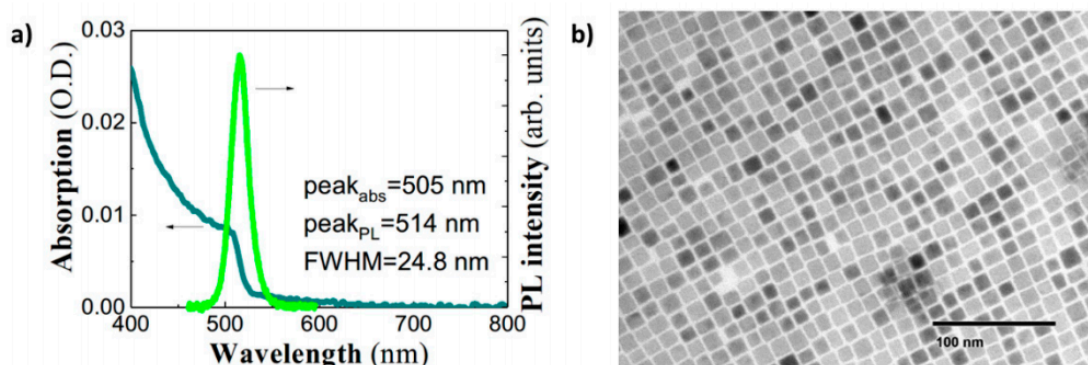 a)
0.03
0.02
0.01
0.00
Absorption (O.D.)
400 500 600 700 800
Wavelength (nm)
PL intensity (arb. units)
peakabs=505 nm
peakPL=514 nm
FWHM=24.8 nm
b)
100 nm